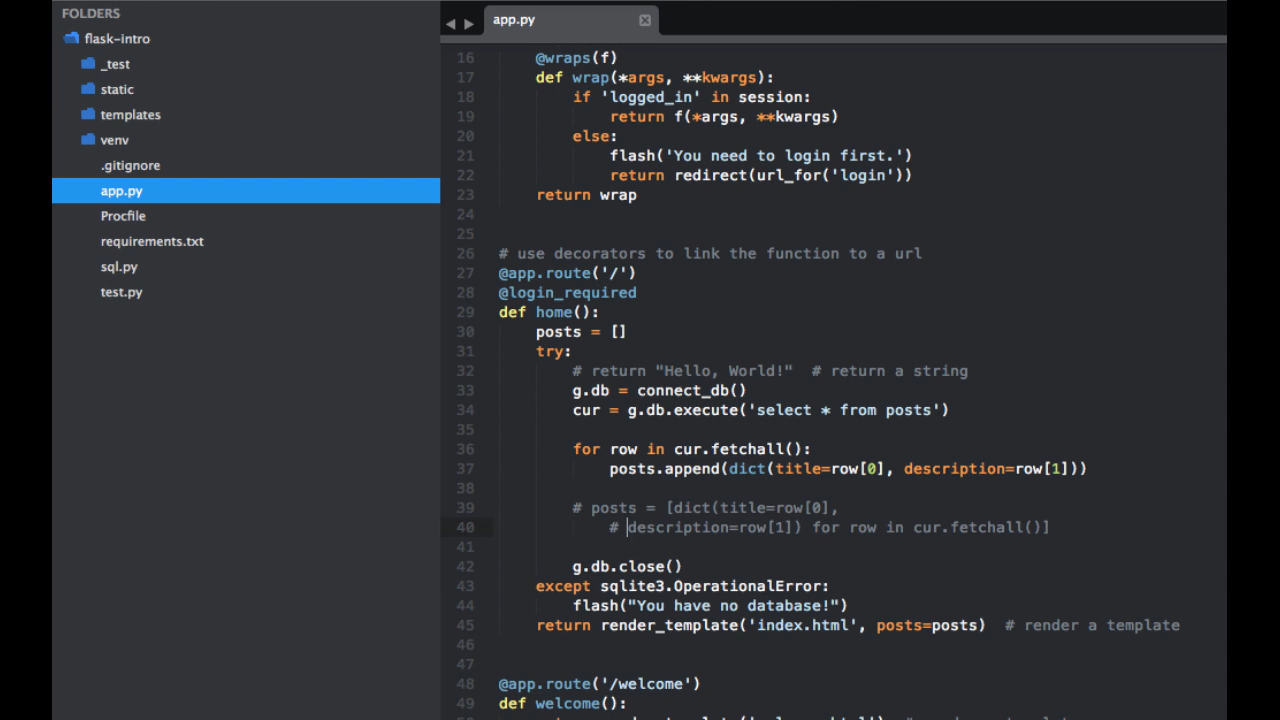 FOLDERS
flask-intro
_test
static
templates
venv
.gitignore
app.py
Procfile
requirements.txt
sql.py
test.py
app.py
16 @wraps(f)
17 def wrap(*args, **kwargs):
18 if 'logged_in' in session:
19 return f(*args, **kwargs)
20 else:
21 flash('You need to login first.')
22 return redirect(url_for('login'))
23 return wrap
24
25
26 # use decorators to link the function to a url
27 @app.route('/')
28 @login_required
29 def home():
30 posts = []
31 try:
32 # return "Hello, World!"  # return a string
33 g.db = connect_db()
34 cur = g.db.execute('select * from posts')
35
36 for row in cur.fetchall():
37 posts.append(dict(title=row[0], description=row[1]))
38
39 # posts = [dict(title=row[0],
40 # description=row[1]) for row in cur.fetchall()]
41
42 g.db.close()
43 except sqlite3.OperationalError:
44 flash("You have no database!")
45 return render_template('index.html', posts=posts)  # render a template
46
47
48 @app.route('/welcome')
49 def welcome():